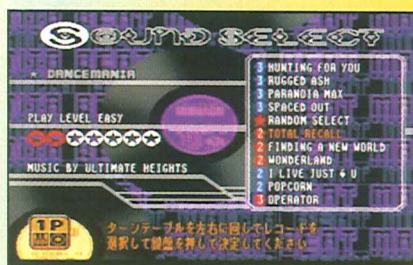 SOUND SELECT
★ DANCEMANIA
PLAY LEVEL EASY
MUSIC BY ULTIMATE HEIGHTS
3 HUNTING FOR YOU
3 RUGGED ASH
3 PARANOIA MAX
3 SPACED OUT
★ RANDOM SELECT
2 TOTAL RECALL
2 FINDING A NEW WORLD
2 WONDERLAND
2 I LIVE JUST 4 U
2 POPCORN
3 OPERATOR
1P
ターンテーブルを左右に回してレコードを
選択して鍵盤を押して決定してください